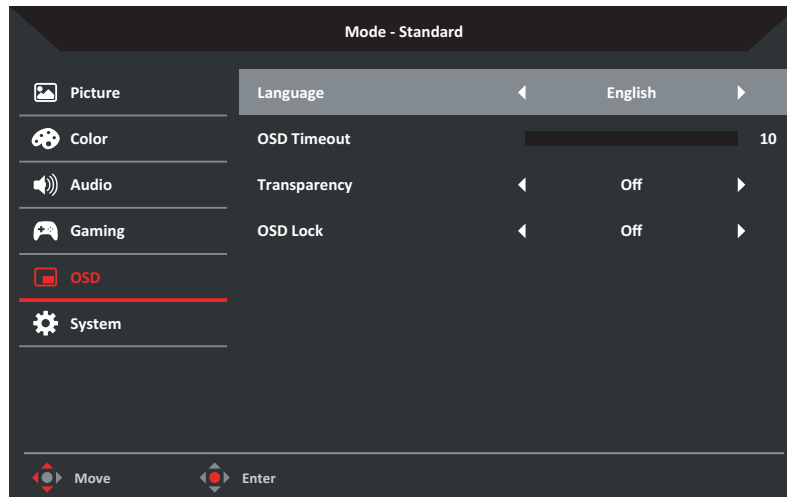 Mode - Standard
Picture
Language English
Color
OSD Timeout 10
Audio
Transparency Off
Gaming
OSD Lock Off
OSD
System
Move Enter